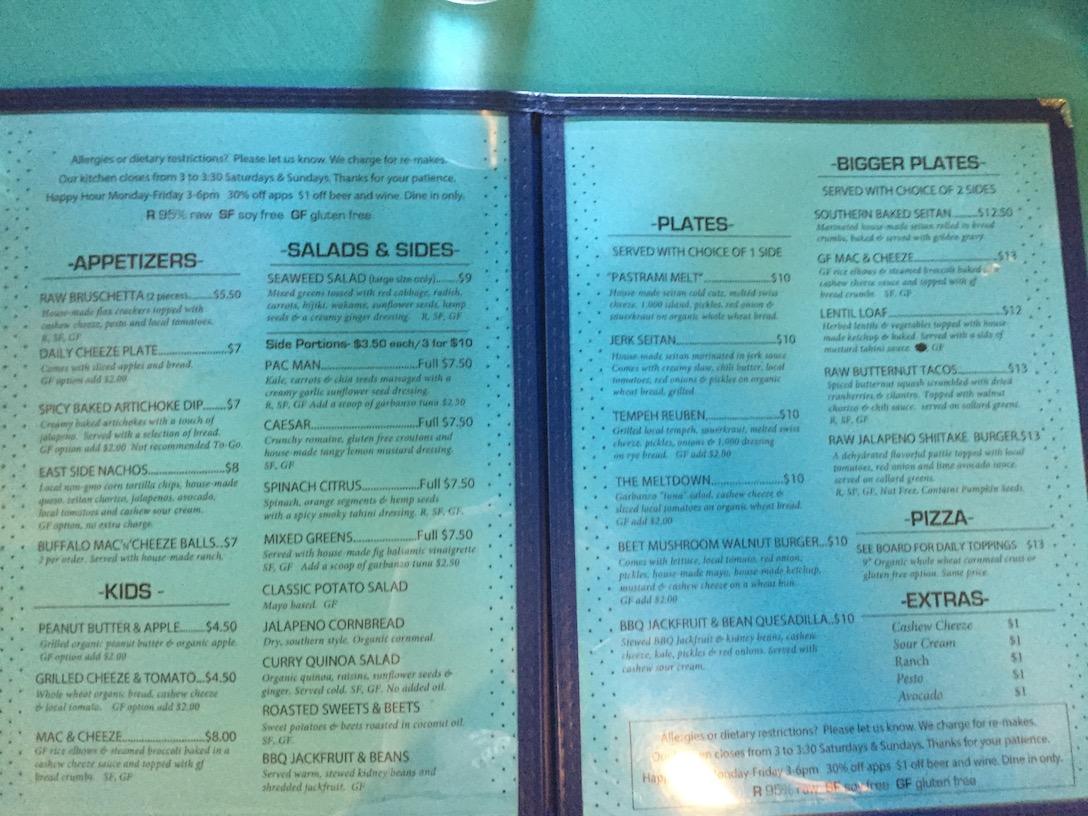 Allergies or dietary restrictions? Please let us know. We charge for re-makes.
Our kitchen closes from 3 to 3:30 Saturdays & Sundays. Thanks for your patience.
Happy Hour Monday-Friday 3-6pm 30% off apps $1 off beer and wine. Dine in only.
R 95% raw SF soy free GF gluten free
-APPETIZERS-
RAW BRUSCHETTA (2 pieces)......$5.50
House-made flax crackers topped with
cashew cheeze, pesto and local tomatoes.
R, SF, GF
DAILY CHEEZE PLATE..........................$7
Comes with sliced apples and bread.
GF option add $2.00
SPICY BAKED ARTICHOKE DIP.......$7
Creamy baked artichokes with a touch of
jalapeno. Served with a selection of bread.
GF option add $2.00 Not recommended To-Go.
EAST SIDE NACHOS............................$8
Local non-gmo corn tortilla chips, house-made
queso, seitan chorizo, jalapenos, avocado,
local tomatoes and cashew sour cream.
GF option, no extra charge.
BUFFALO MAC'n'CHEEZE BALLS..$7
7 per order. Served with house-made ranch.
-KIDS -
PEANUT BUTTER & APPLE........$4.50
Grilled organic peanut butter & organic apple.
GF option add $2.00
GRILLED CHEEZE & TOMATO...$4.50
Whole wheat organic bread, cashew cheeze
& local tomato. GF option add $2.00
MAC & CHEEZE...........................$8.00
GF rice elbows & steamed broccoli baked in a
cashew cheeze sauce and topped with gf
bread crumbs. SF, GF
-SALADS & SIDES-
SEAWEED SALAD (large size only)......$9
Mixed greens tossed with red cabbage, radish,
carrots, hijiki, wakame, sunflower seeds, hemp
seeds & a creamy ginger dressing. R, SF, GF
Side Portions- $3.50 each/3 for $10
PAC MAN............................Full $7.50
Kale, carrots & chia seeds massaged with a
creamy garlic sunflower seed dressing.
R, SF, GF Add a scoop of garbanzo tuna $2.50
CAESAR..............................Full $7.50
Crunchy romaine, gluten free croutons and
house-made tangy lemon mustard dressing.
SF, GF
SPINACH CITRUS.................Full $7.50
Spinach, orange segments & hemp seeds
with a spicy smoky tahini dressing. R, SF, GF.
MIXED GREENS...................Full $7.50
Served with house-made fig balsamic vinaigrette
SF, GF Add a scoop of garbanzo tuna $2.50
CLASSIC POTATO SALAD
Mayo based. GF
JALAPENO CORNBREAD
Dry, southern style. Organic cornmeal.
CURRY QUINOA SALAD
Organic quinoa, raisins, sunflower seeds &
ginger. Served cold. SF, GF. No added oil.
ROASTED SWEETS & BEETS
Sweet potatoes & beets roasted in coconut oil.
SF, GF
BBQ JACKFRUIT & BEANS
Served warm, stewed kidney beans and
shredded jackfruit. GF
-PLATES-
SERVED WITH CHOICE OF 1 SIDE
"PASTRAMI MELT"....................$10
House-made seitan cold cuts, melted swiss
cheeze, 1,000 island, pickles, red onion &
sauerkraut on organic whole wheat bread.
JERK SEITAN..............................$10
House-made seitan marinated in jerk sauce
Comes with creamy slaw, chili butter, local
tomatoes, red onions & pickles on organic
wheat bread, grilled.
TEMPEH REUBEN........................$10
Grilled local tempeh, sauerkraut, melted swiss
cheeze, pickles, onions & 1,000 dressing
on rye bread. GF add $2.00
THE MELTDOWN........................$10
Garbanzo "tuna" salad, cashew cheeze &
sliced local tomatoes on organic wheat bread.
GF add $2.00
BEET MUSHROOM WALNUT BURGER...$10
Comes with lettuce, local tomato, red onion,
pickles, house-made mayo, house-made ketchup,
mustard & cashew cheeze on a wheat bun.
GF add $2.00
BBQ JACKFRUIT & BEAN QUESADILLA..$10
Stewed BBQ Jackfruit & kidney beans, cashew
cheeze, kale, pickles & red onions. Served with
cashew sour cream.
-BIGGER PLATES-
SERVED WITH CHOICE OF 2 SIDES
SOUTHERN BAKED SEITAN........$12.50
Marinated house-made seitan rolled in bread
crumbs, baked & served with golden gravy.
GF MAC & CHEEZE.......................$13
GF rice elbows & steamed broccoli baked
cashew cheeze sauce and topped with gf
bread crumbs. SF, GF
LENTIL LOAF..............................$12
Herbed lentils & vegetables topped with house
made ketchup & baked. Served with a side of
mustard tahini sauce. GF
RAW BUTTERNUT TACOS.............$13
Spiced butternut squash scrambled with dried
cranberries & cilantro. Topped with walnut
chorizo & chili sauce. served on collard greens.
R, SF, GF
RAW JALAPENO SHIITAKE BURGER.$13
A dehydrated flavorful pattie topped with local
tomatoes, red onion and lime avocado sauce.
served on collard greens.
R, SF, GF, Nut Free, Contains Pumpkin Seeds.
-PIZZA-
SEE BOARD FOR DAILY TOPPINGS $13
9" Organic whole wheat cornmeal crust or
gluten free option. Same price.
-EXTRAS-
Cashew Cheeze $1
Sour Cream $1
Ranch $1
Pesto $1
Avocado $1
Allergies or dietary restrictions? Please let us know. We charge for re-makes.
closes from 3 to 3:30 Saturdays & Sundays. Thanks for your patience.
Monday-Friday 3-6pm 30% off apps $1 off beer and wine. Dine in only.
R 95% raw SF soy free GF gluten free